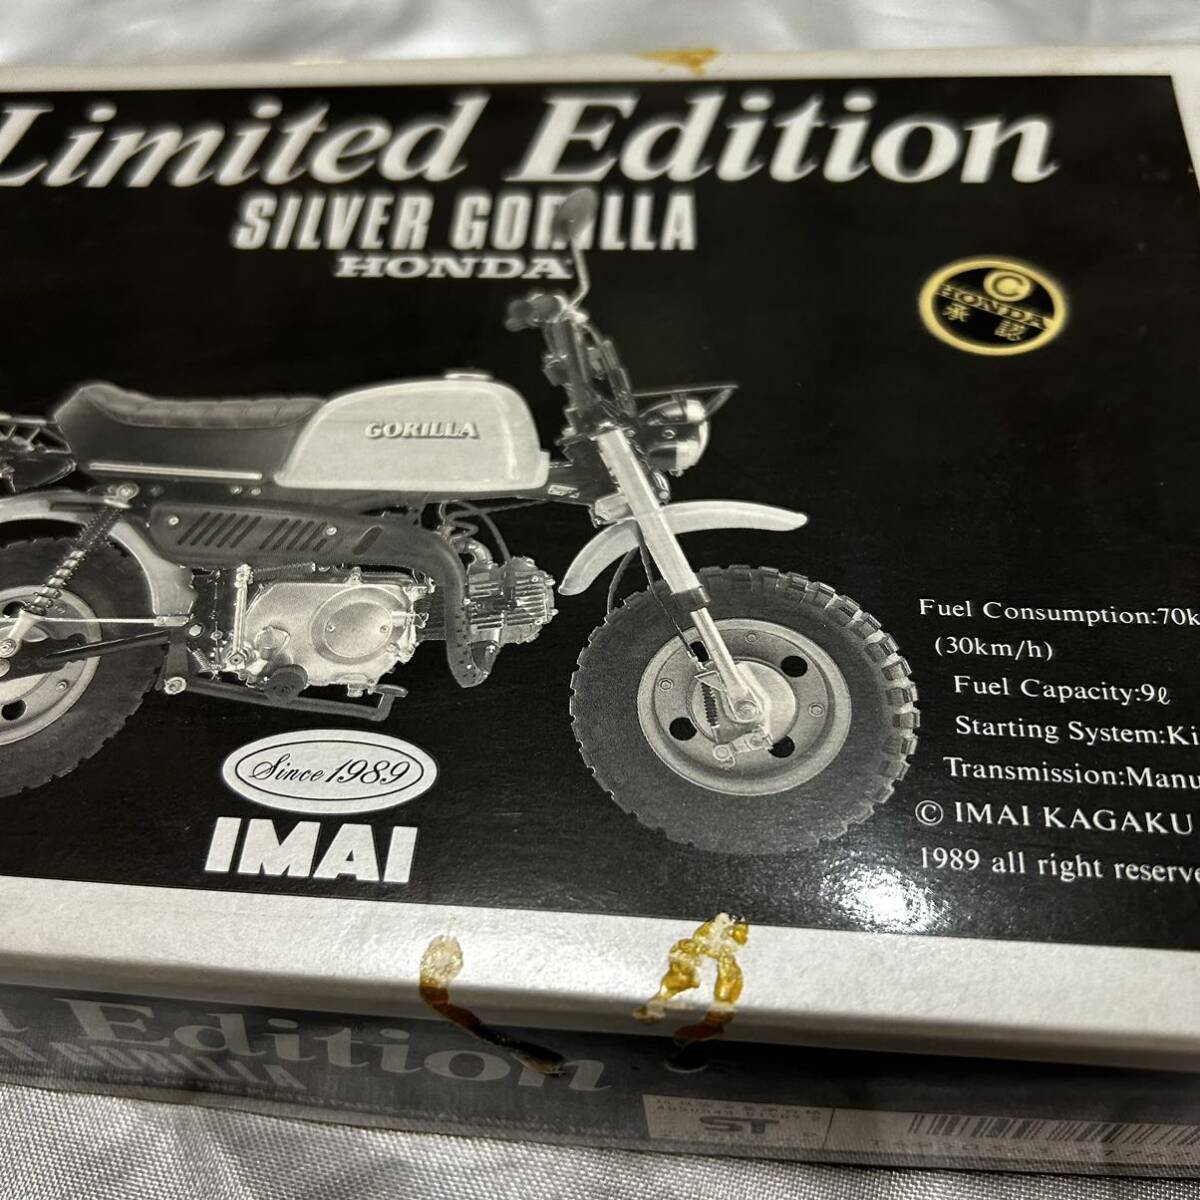 Limited Edition
SILVER GORILLA
HONDA
©
HONDA
承認
GORILLA
Fuel Consumption:70k
(30km/h)
Fuel Capacity:9ℓ
Starting System:Ki
Transmission:Manu
© IMAI KAGAKU
1989 all right reserve
Since 1989
IMAI
Edition
GORILLA
ST